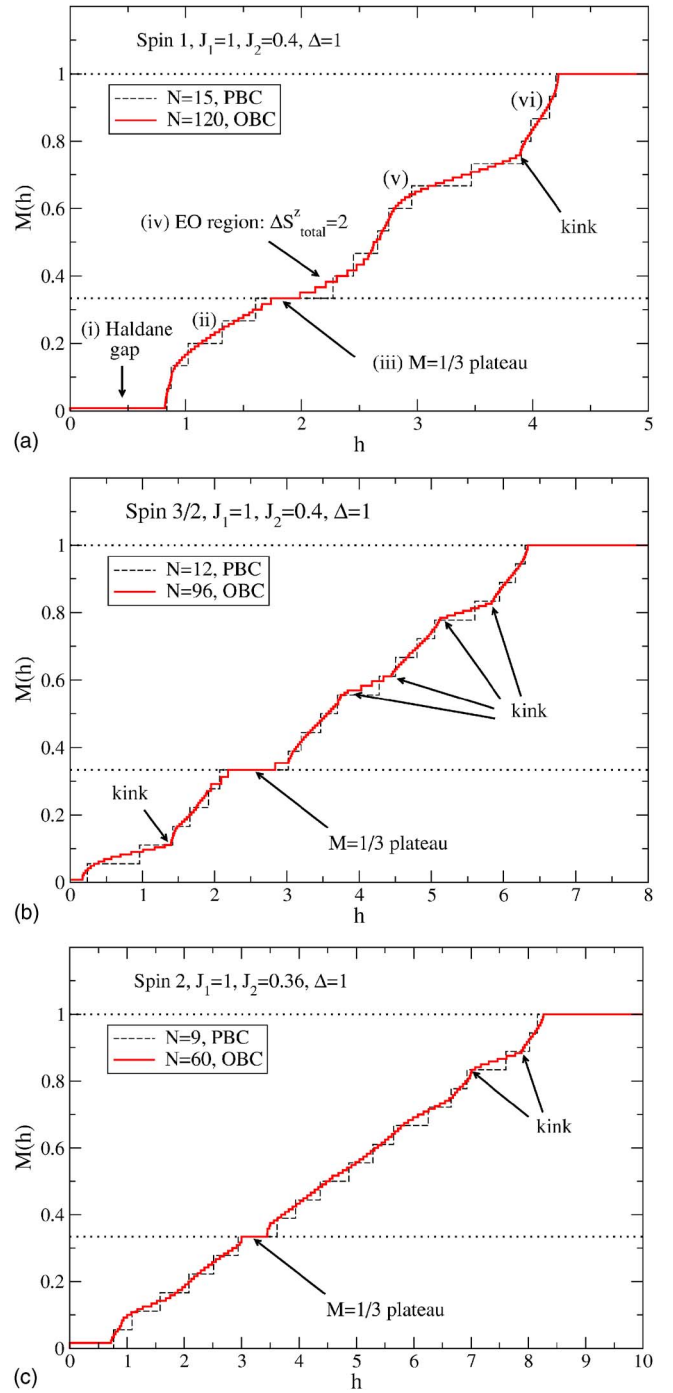 Spin 1, J₁=1, J₂=0.4, Δ=1
N=15, PBC
N=120, OBC
(vi)
(v)
kink
(iv) EO region: ΔSᶻ_total=2
(i) Haldane
gap
(ii)
(iii) M=1/3 plateau
M(h)
1
0.8
0.6
0.4
0.2
0
0 1 2 3 4 5
h
(a)
Spin 3/2, J₁=1, J₂=0.4, Δ=1
N=12, PBC
N=96, OBC
kink
kink
M=1/3 plateau
M(h)
1
0.8
0.6
0.4
0.2
0
0 1 2 3 4 5 6 7 8
h
(b)
Spin 2, J₁=1, J₂=0.36, Δ=1
N=9, PBC
N=60, OBC
kink
M=1/3 plateau
M(h)
1
0.8
0.6
0.4
0.2
0
0 1 2 3 4 5 6 7 8 9 10
h
(c)